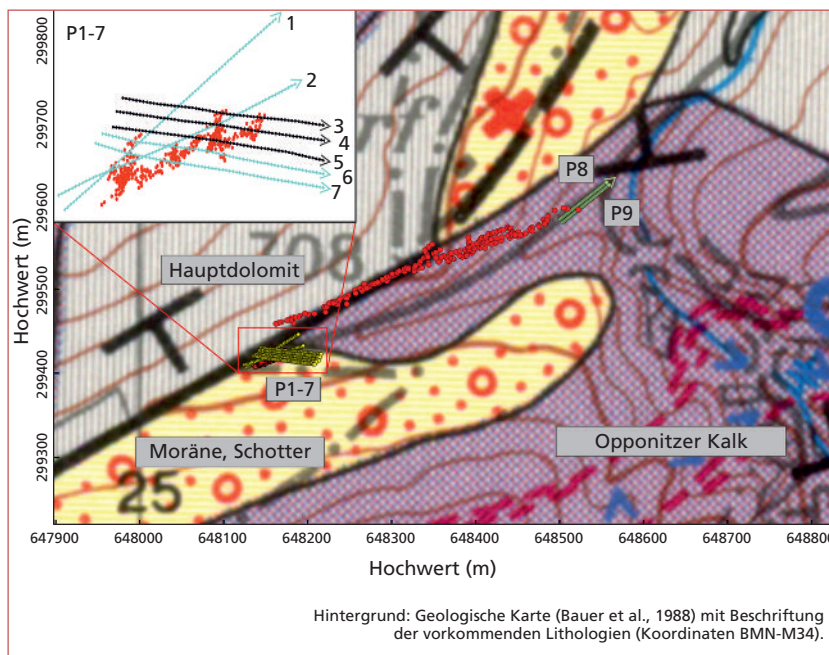 P1-7
1
2
3
4
5
6
7
299800
299700
299600
299500
299400
299300
Hochwert (m)
P8
P9
708
Hauptdolomit
P1-7
Moräne, Schotter
Opponitzer Kalk
25
647900
648000
648100
648200
648300
648400
648500
648600
648700
648800
Hochwert (m)
Hintergrund: Geologische Karte (Bauer et al., 1988) mit Beschriftung
der vorkommenden Lithologien (Koordinaten BMN-M34).